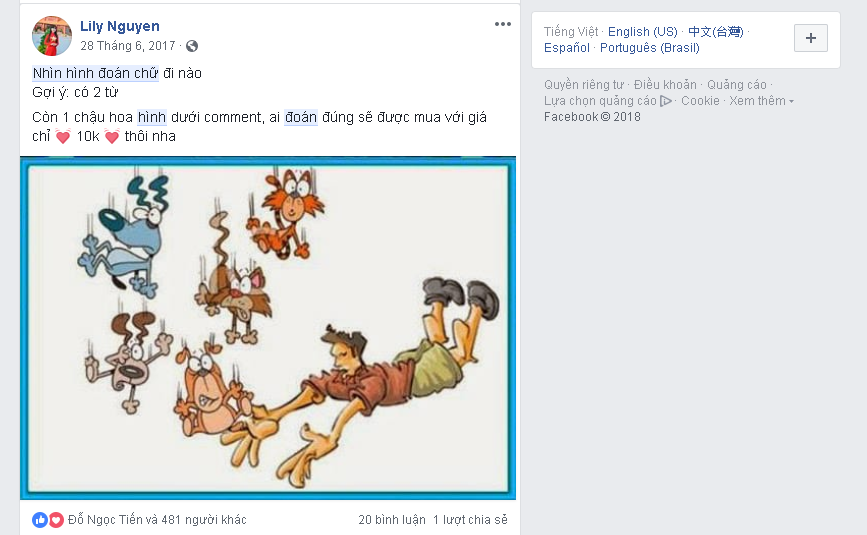 Lily Nguyen
28 Tháng 6, 2017 ·
Nhìn hình đoán chữ đi nào
Gợi ý: có 2 từ
Còn 1 chậu hoa hình dưới comment, ai đoán đúng sẽ được mua với giá
chỉ 💓 10k 💓 thôi nha
Đỗ Ngọc Tiến và 481 người khác
20 bình luận 1 lượt chia sẻ
Tiếng Việt · English (US) · 中文(台灣) ·
Español · Português (Brasil)
Quyền riêng tư · Điều khoản · Quảng cáo ·
Lựa chọn quảng cáo · Cookie · Xem thêm
Facebook © 2018